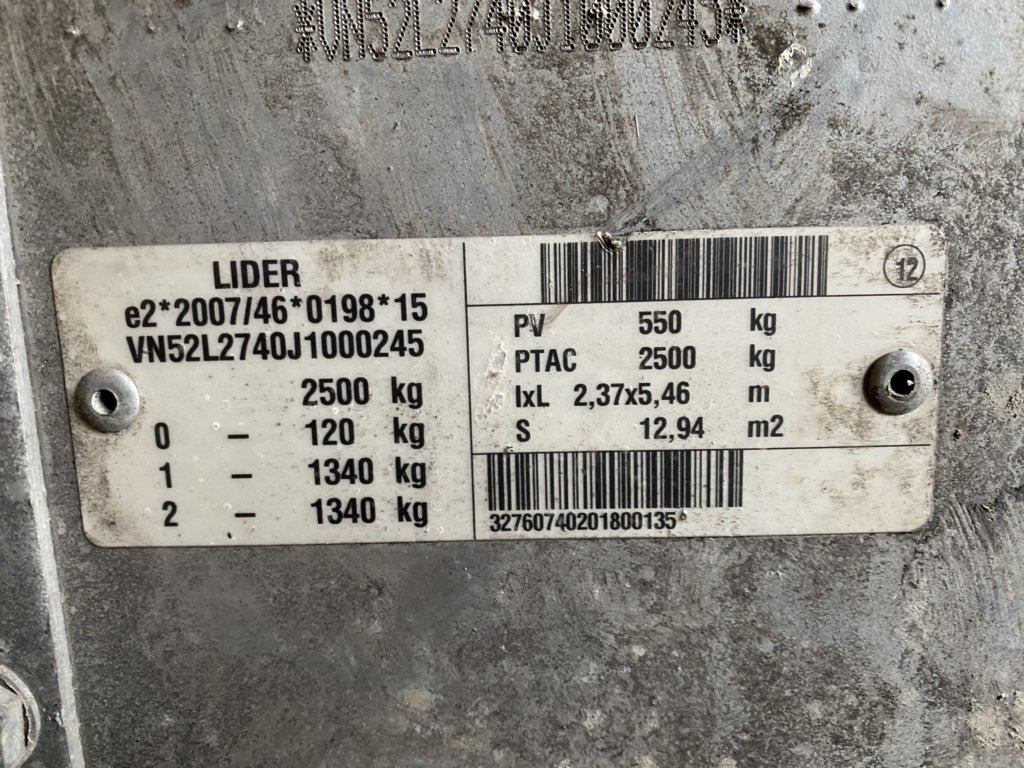 *VN52L2740J1000245*
LIDER
e2*2007/46*0198*15
VN52L2740J1000245
2500 kg
0 – 120 kg
1 – 1340 kg
2 – 1340 kg
12
PV 550 kg
PTAC 2500 kg
lxL 2,37x5,46 m
S 12,94 m2
32760740201800135